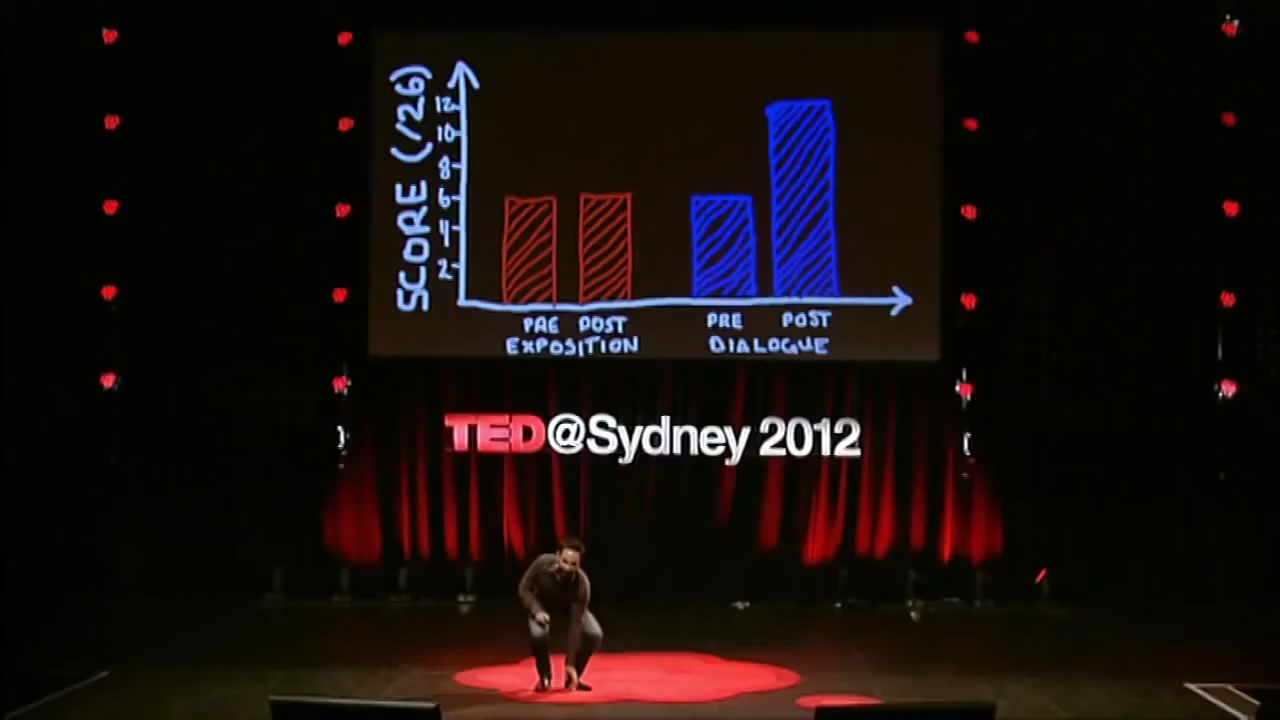 SCORE (/26)
12
10
8
6
4
2
PRE POST
EXPOSITION
PRE POST
DIALOGUE
TED@Sydney 2012